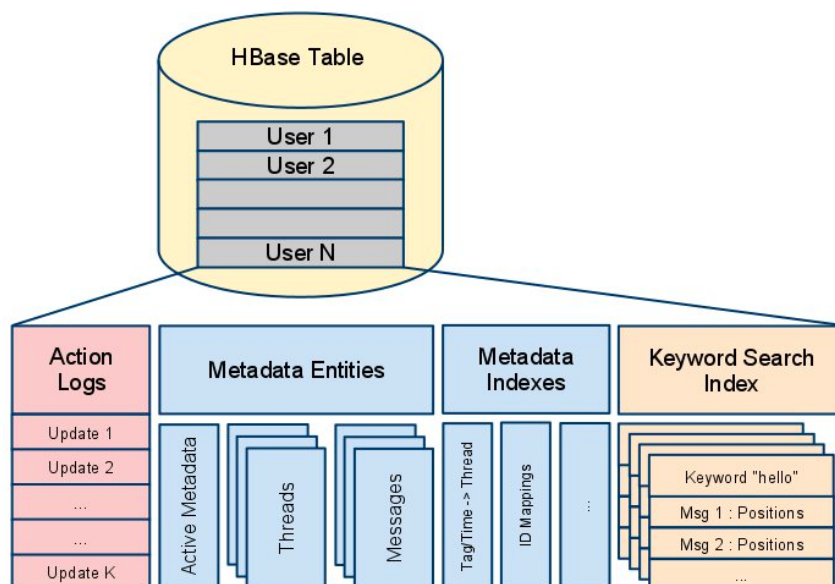 HBase Table
User 1
User 2
User N
Action
Logs
Metadata Entities
Metadata
Indexes
Keyword Search
Index
Update 1
Update 2
...
...
Update K
Active Metadata
Threads
Messages
Tag/Time -> Thread
ID Mappings
...
Keyword "hello"
Msg 1 : Positions
Msg 2 : Positions
...